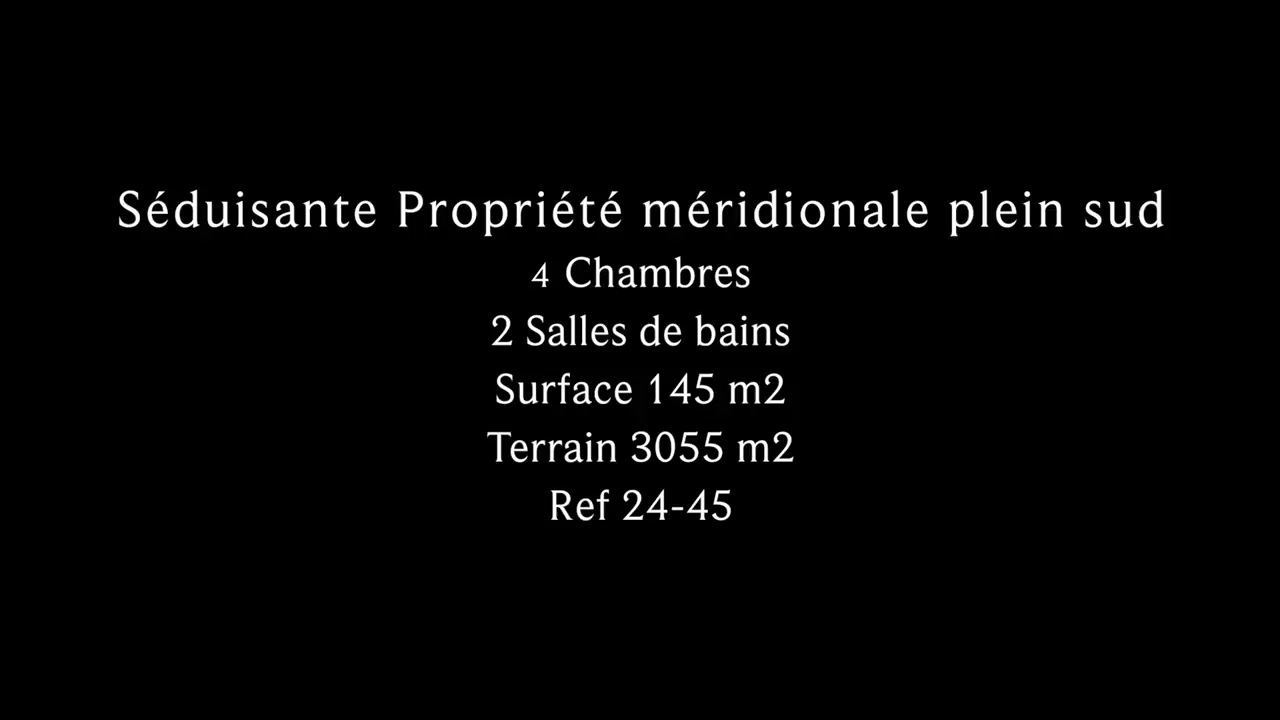 Séduisante Propriété méridionale plein sud
4 Chambres
2 Salles de bains
Surface 145 m2
Terrain 3055 m2
Ref 24-45